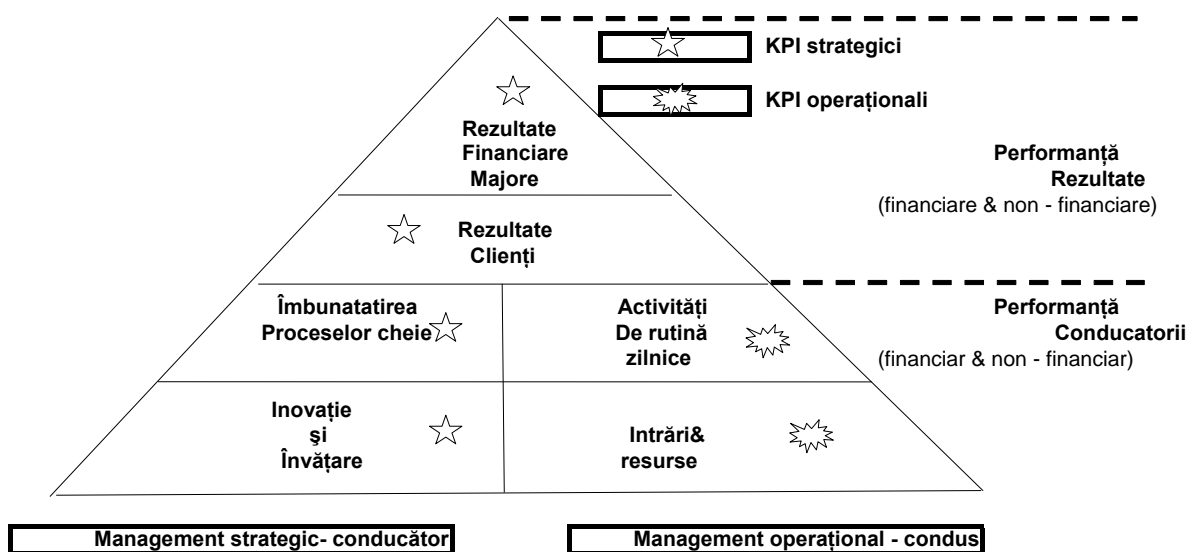 KPI strategici
KPI operaționali
Rezultate
Financiare
Majore
Performanță
Rezultate
(financiare & non - financiare)
Rezultate
Clienți
Îmbunatatirea
Proceselor cheie
Activități
De rutină
zilnice
Performanță
Conducatorii
(financiar & non - financiar)
Inovație
şi
Învățare
Intrări&
resurse
Management strategic- conducător
Management operațional - condus